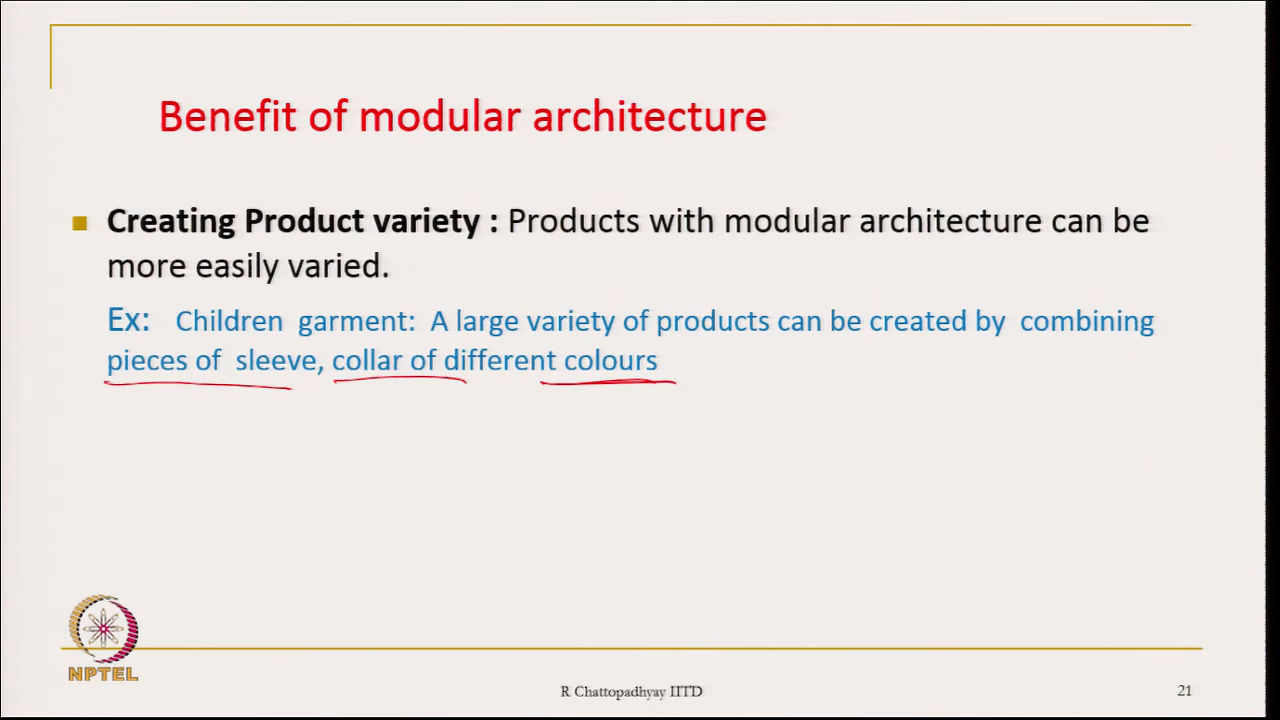 Benefit of modular architecture
Creating Product variety : Products with modular architecture can be
more easily varied.
Ex: Children garment: A large variety of products can be created by combining
pieces of sleeve, collar of different colours
NPTEL
R Chattopadhyay IITD
21